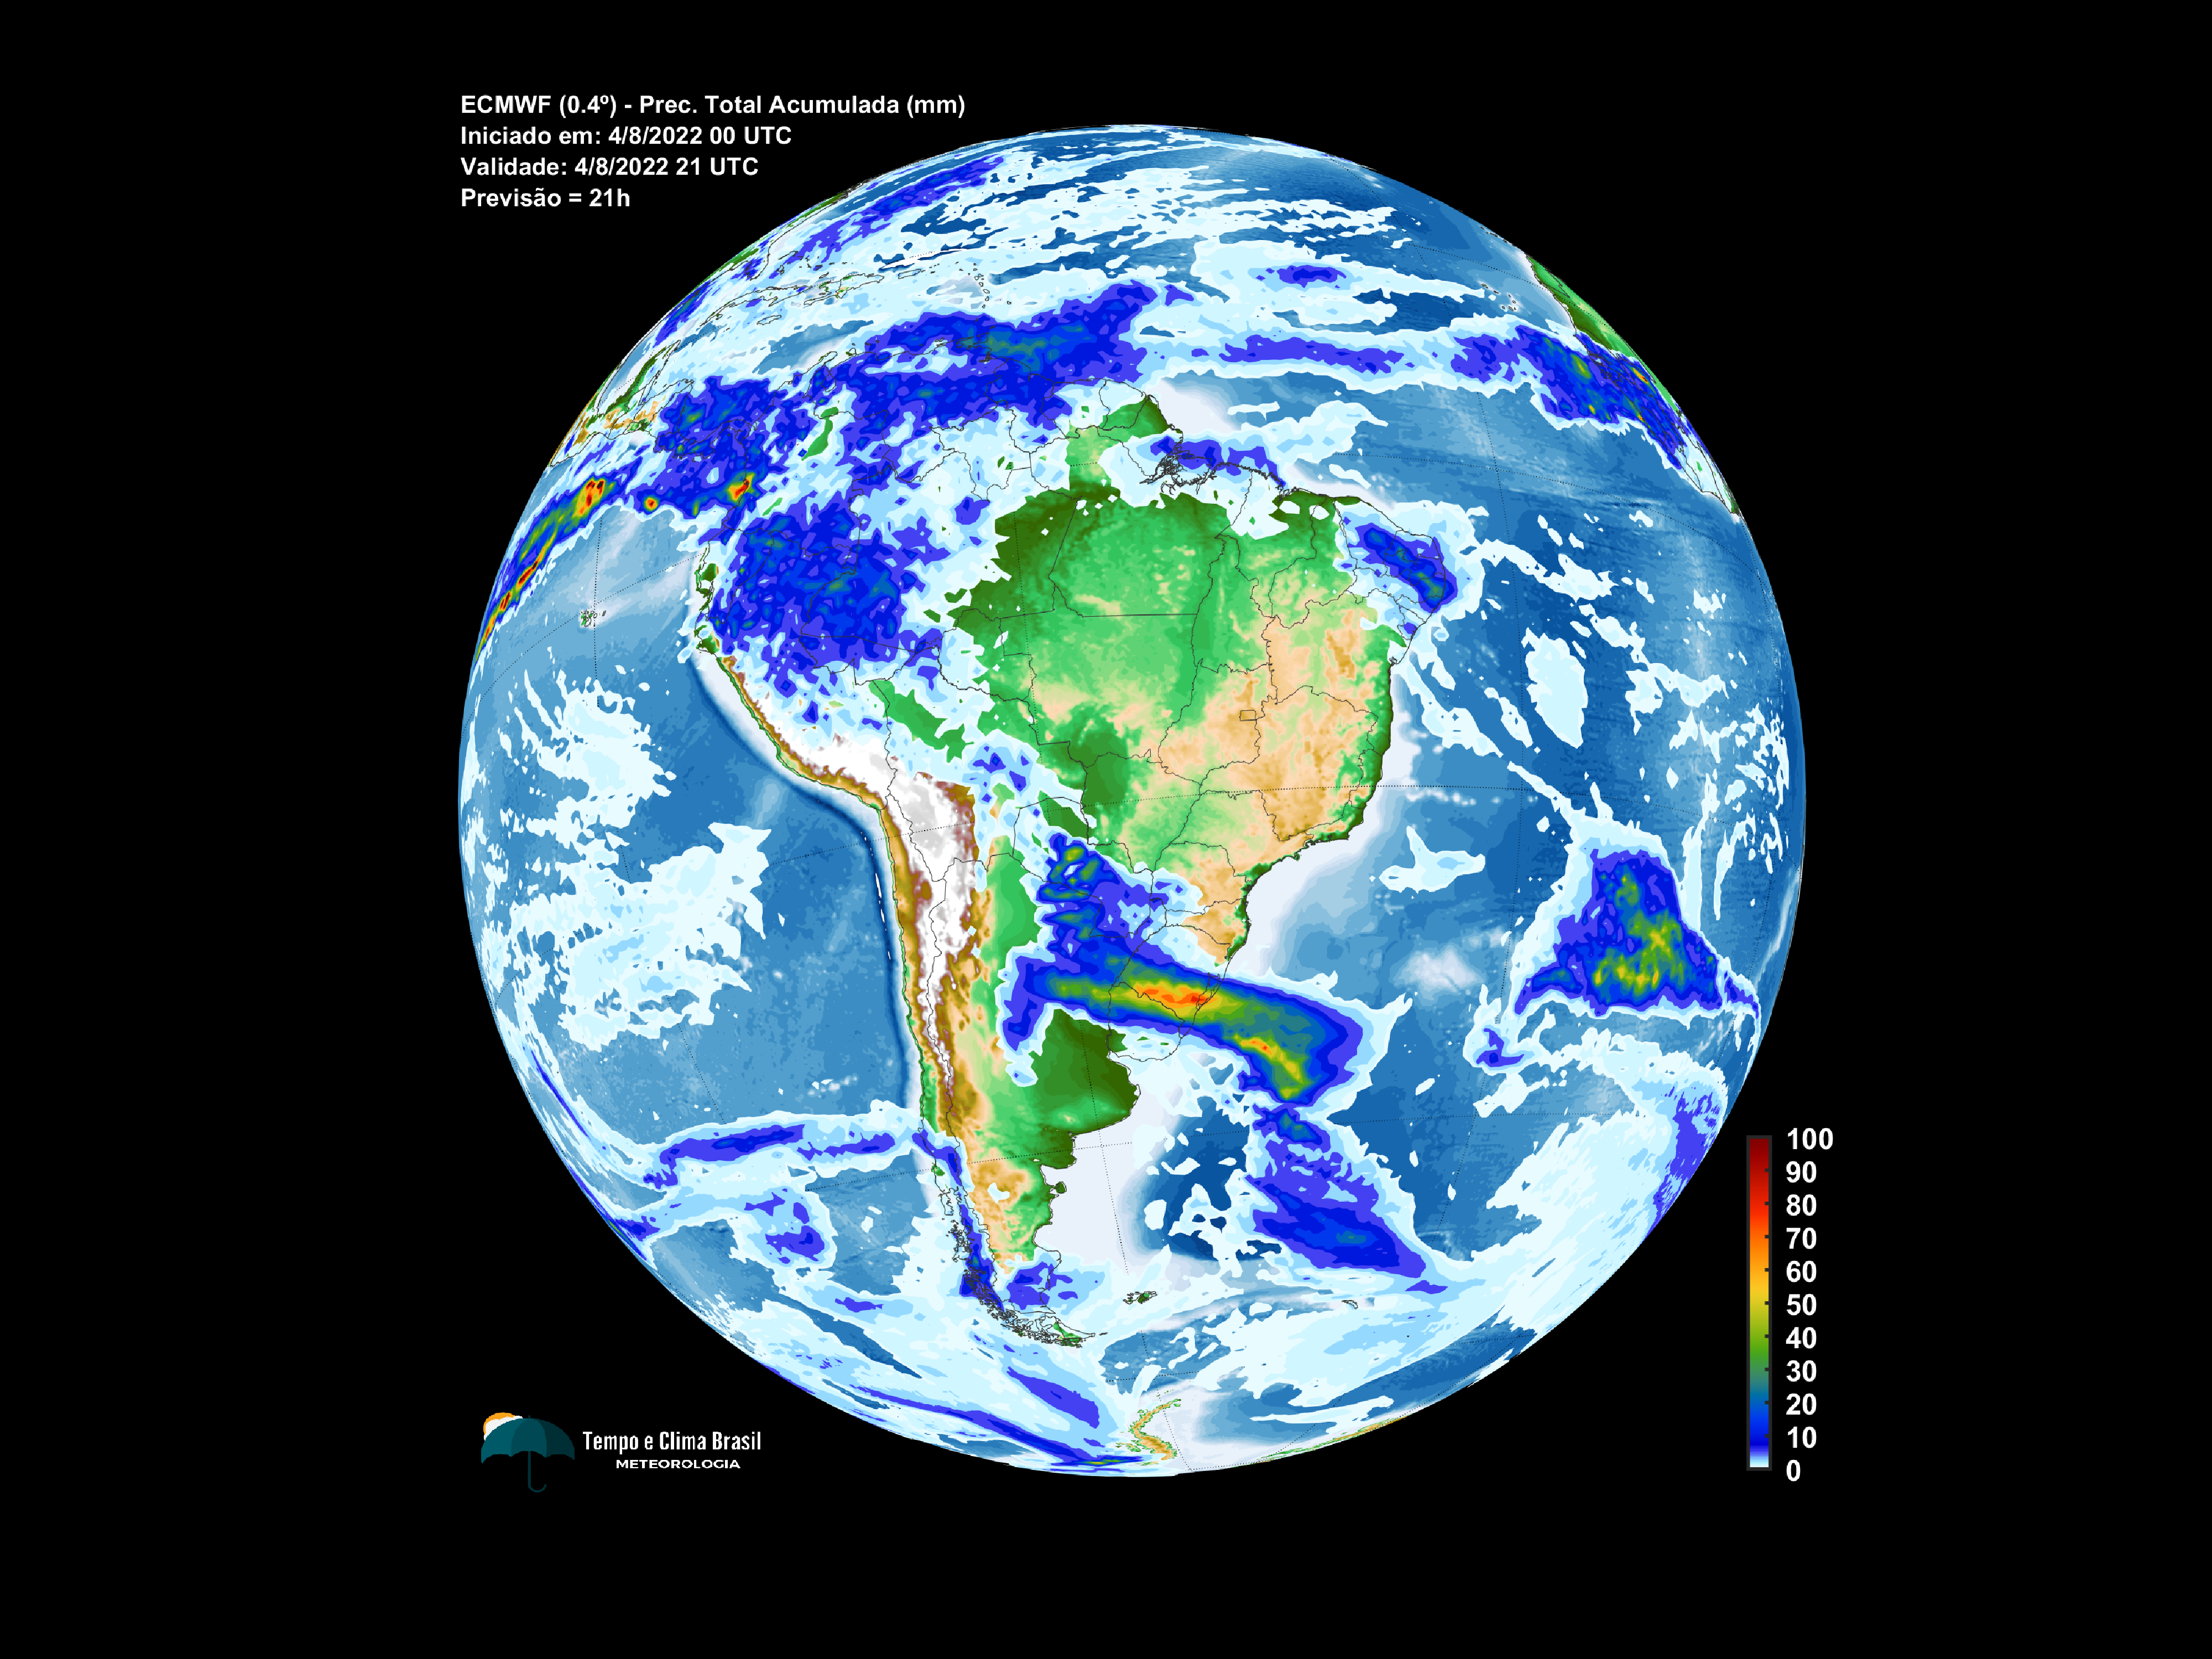 ECMWF (0.4º) - Prec. Total Acumulada (mm)
Iniciado em: 4/8/2022 00 UTC
Validade: 4/8/2022 21 UTC
Previsão = 21h
100
90
80
70
60
50
40
30
20
10
0
Tempo e Clima Brasil
METEOROLOGIA